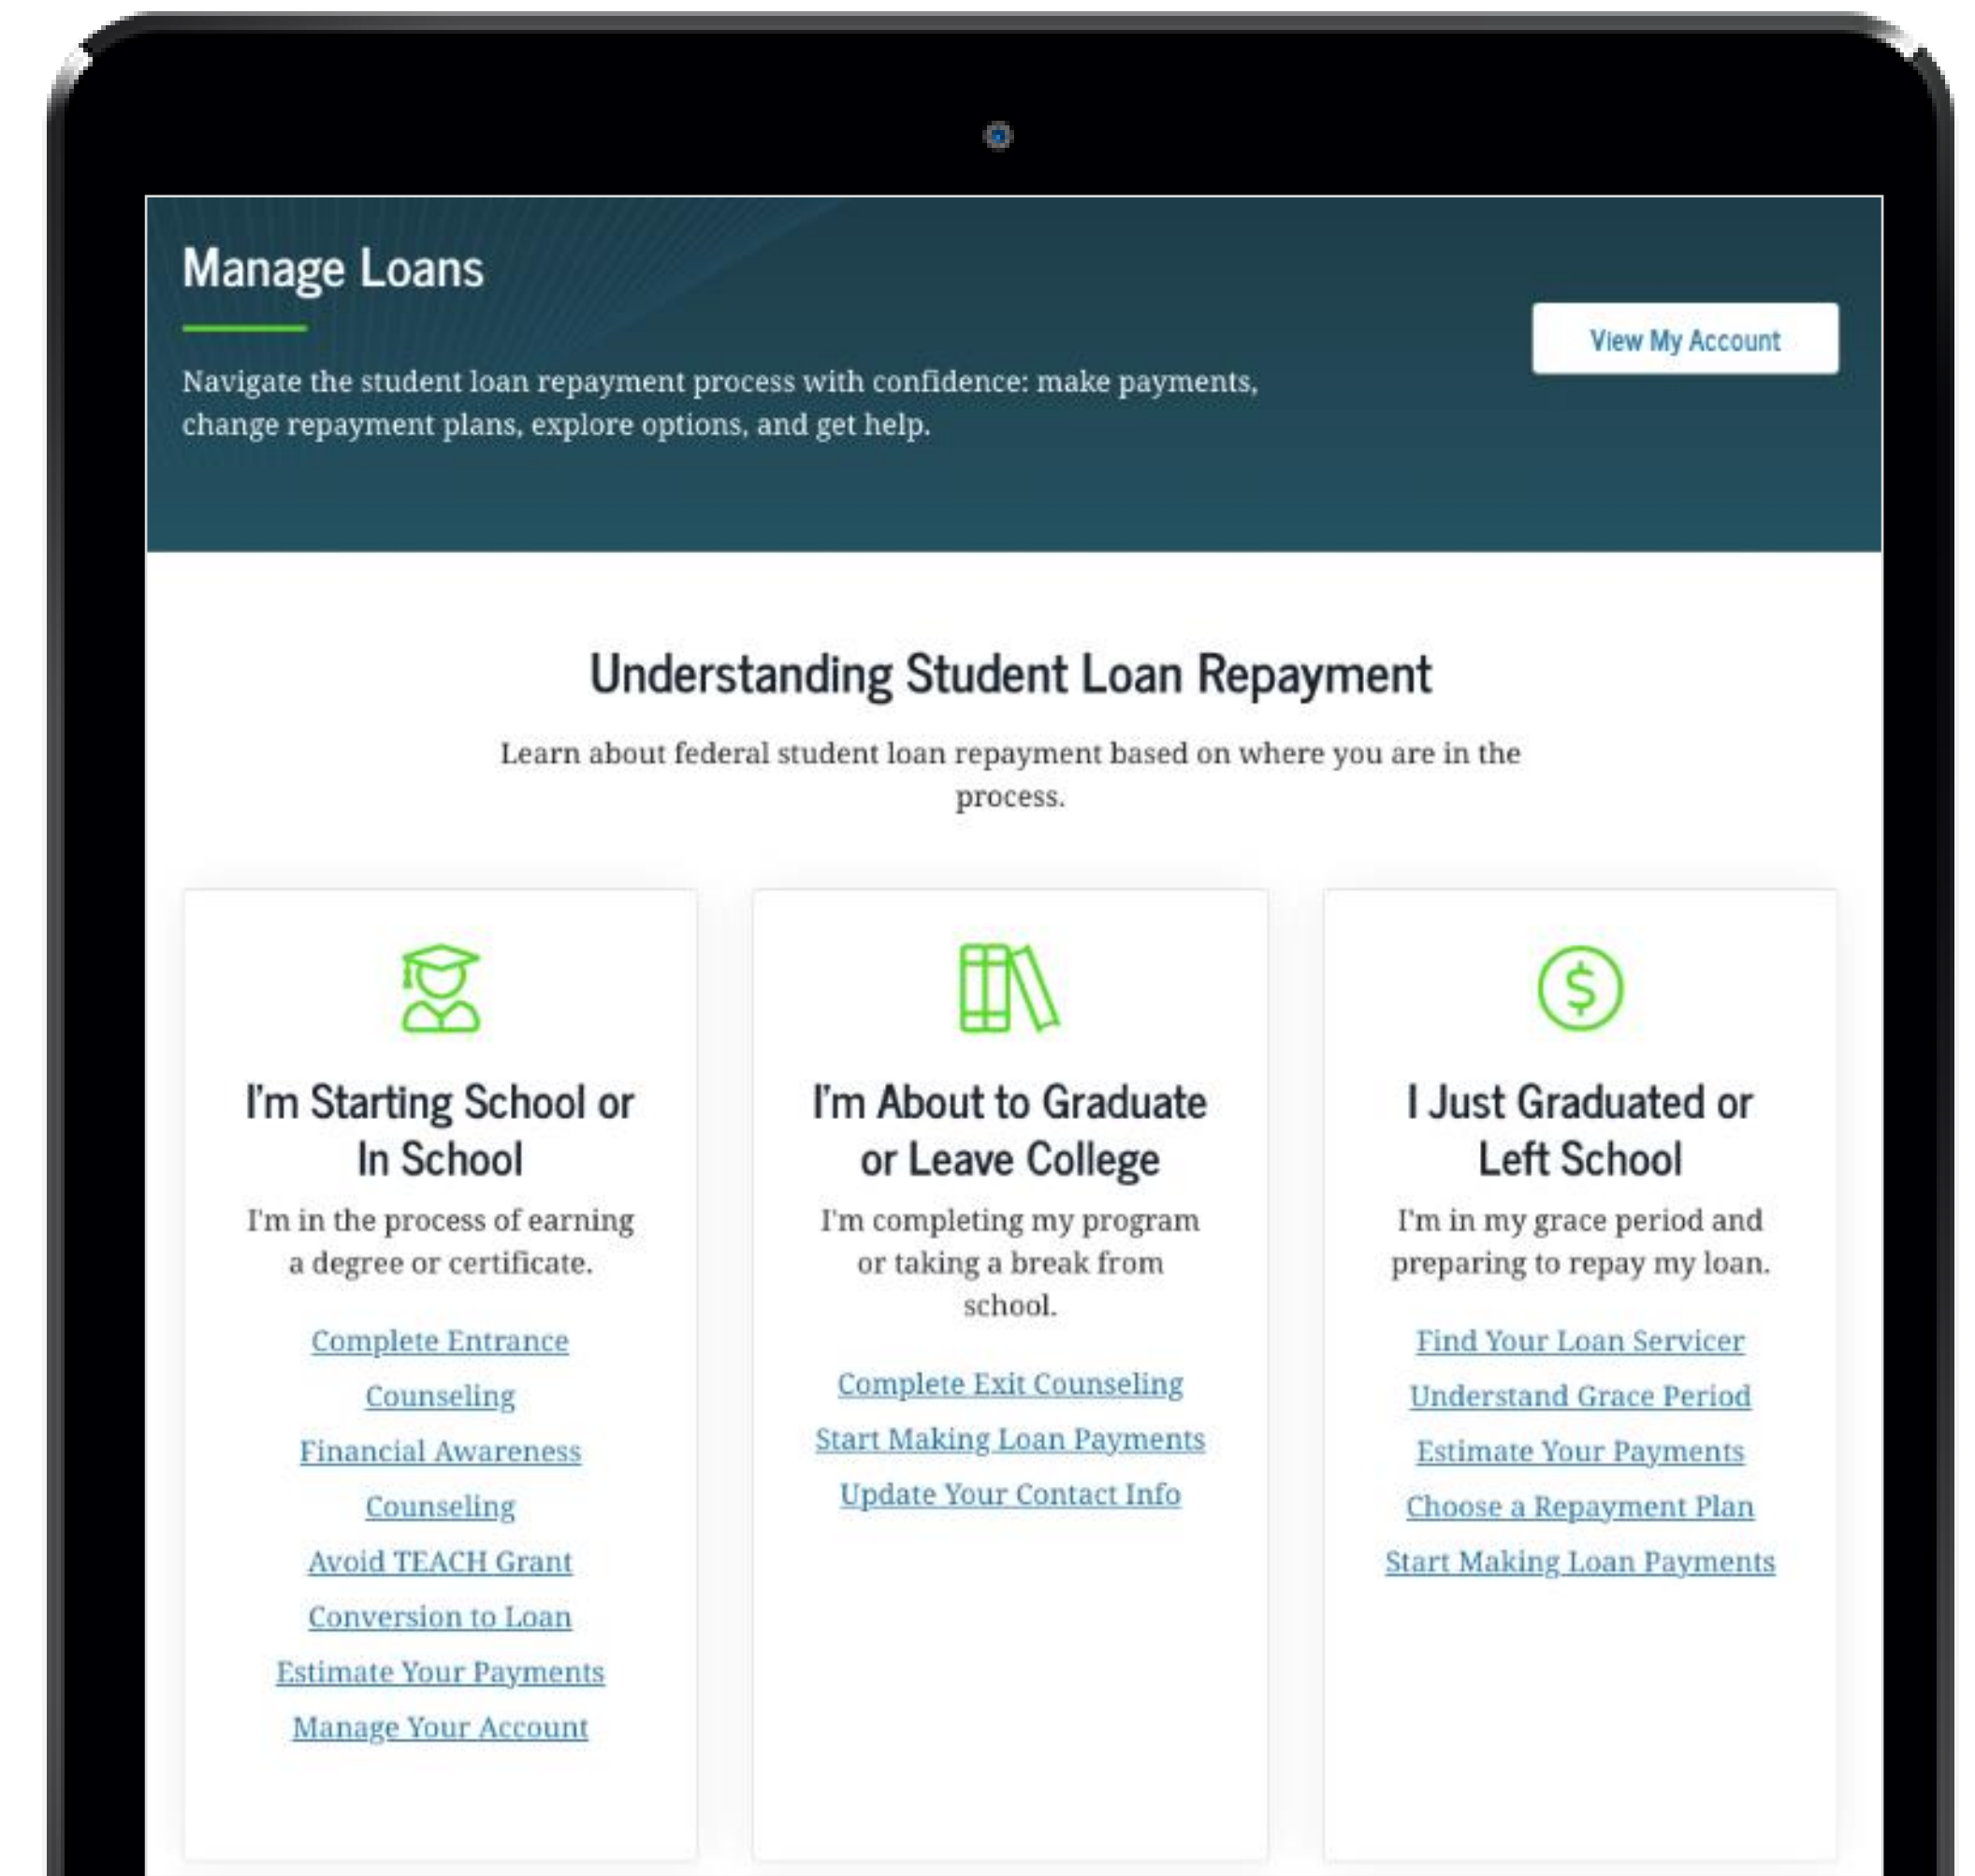 Manage Loans
View My Account
Navigate the student loan repayment process with confidence: make payments,
change repayment plans, explore options, and get help.
Understanding Student Loan Repayment
Learn about federal student loan repayment based on where you are in the
process.
I'm Starting School or
In School
I'm in the process of earning
a degree or certificate.
Complete Entrance
Counseling
Financial Awareness
Counseling
Avoid TEACH Grant
Conversion to Loan
Estimate Your Payments
Manage Your Account
I'm About to Graduate
or Leave College
I'm completing my program
or taking a break from
school.
Complete Exit Counseling
Start Making Loan Payments
Update Your Contact Info
$
I Just Graduated or
Left School
I'm in my grace period and
preparing to repay my loan.
Find Your Loan Servicer
Understand Grace Period
Estimate Your Payments
Choose a Repayment Plan
Start Making Loan Payments